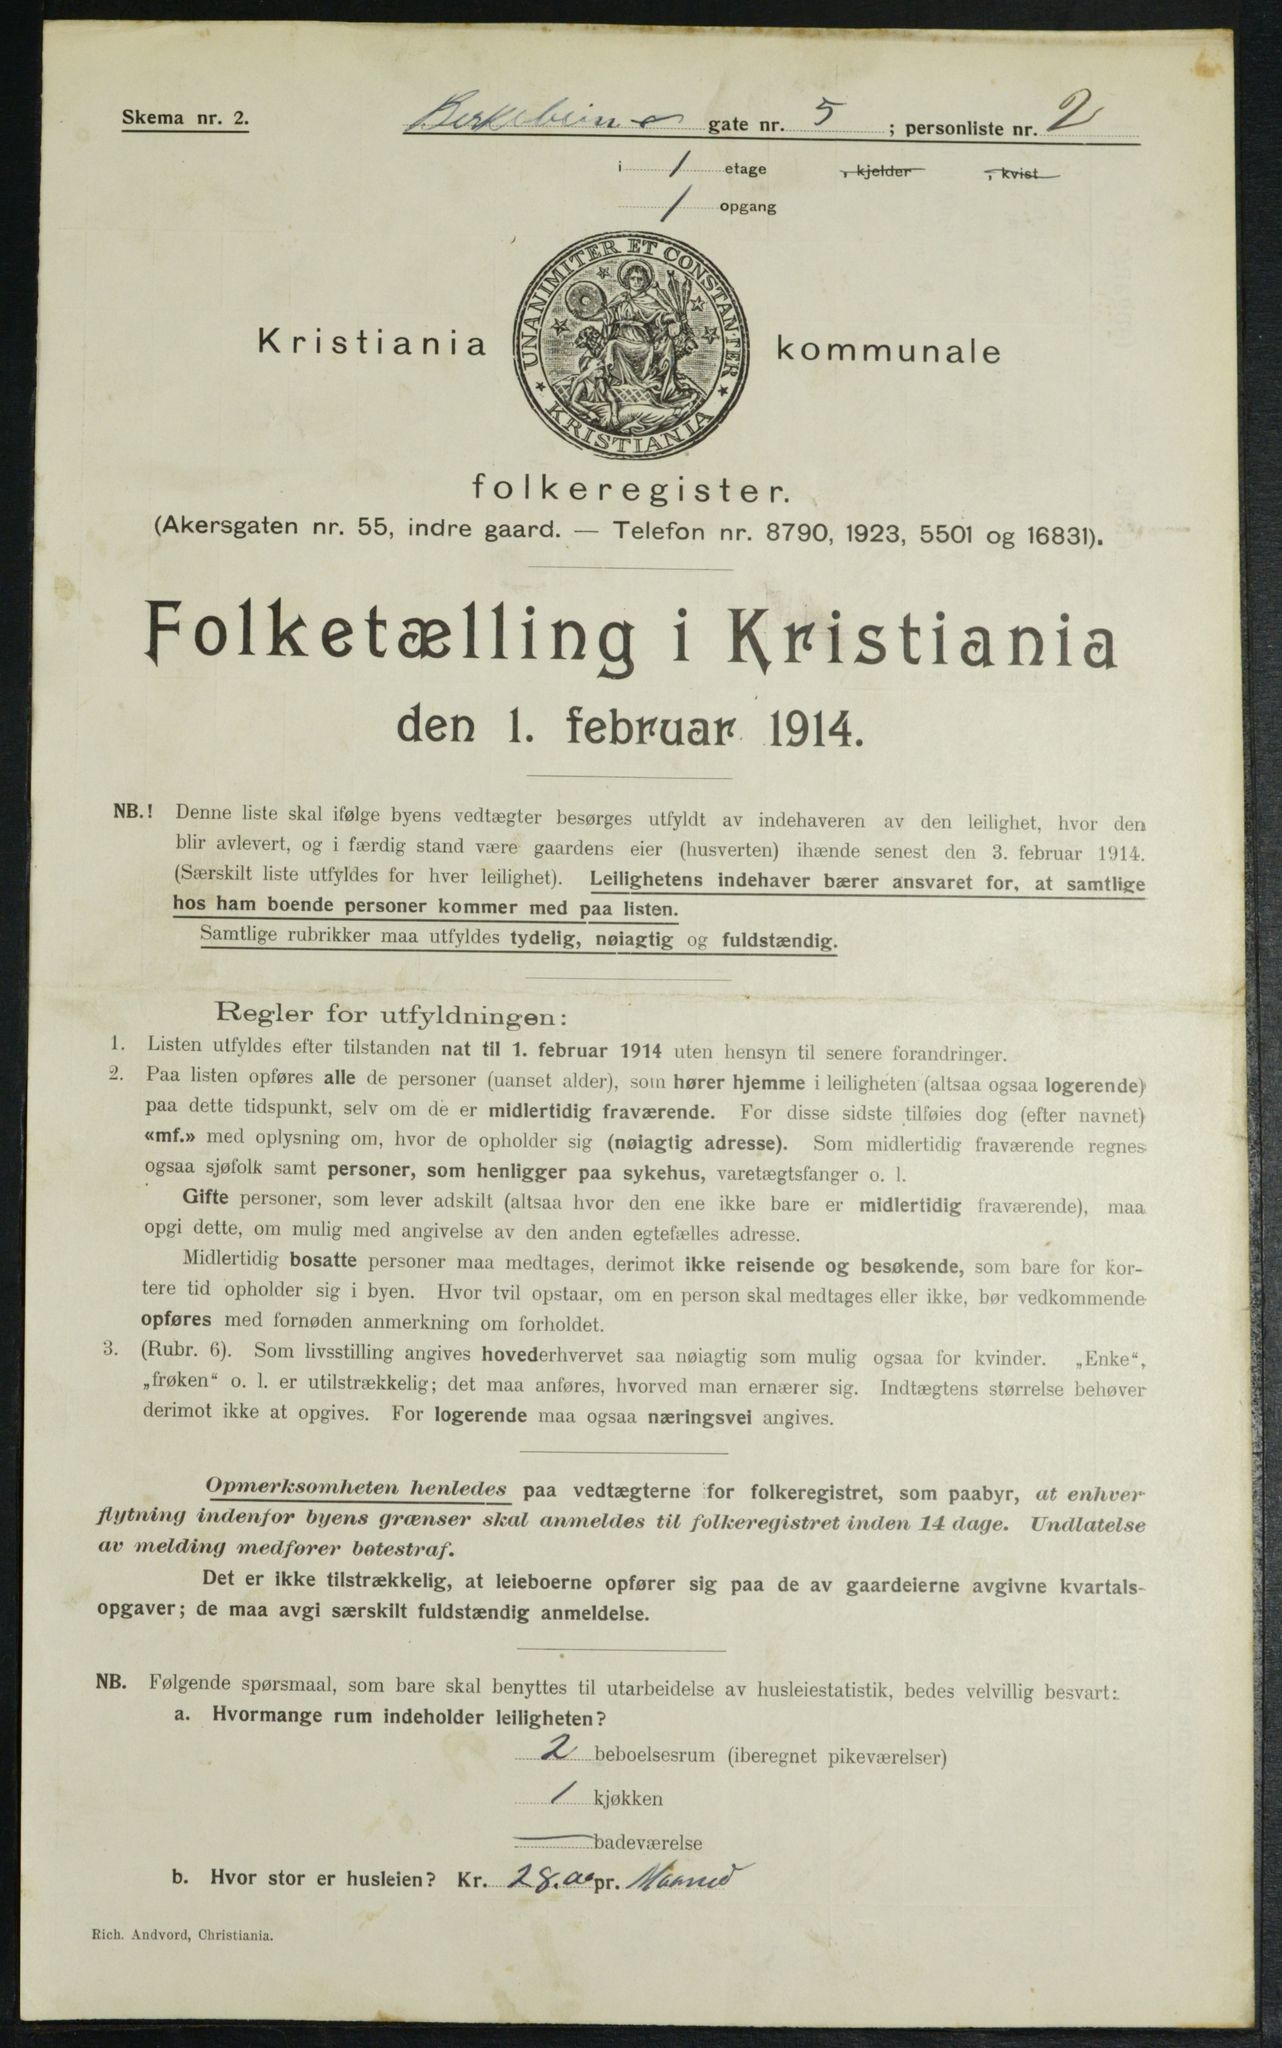 Skema nr. 2.
Birkebeiner gate nr. 5 ; personliste nr. 2
i 1 etage , kjelder , kvist
1 opgang
UNANIMITER ET CONSTANTER
KRISTIANIA
Kristiania kommunale
folkeregister.
(Akersgaten nr. 55, indre gaard. — Telefon nr. 8790, 1923, 5501 og 16831).
Folketælling i Kristiania
den 1. februar 1914.
NB.! Denne liste skal ifølge byens vedtægter besørges utfyldt av indehaveren av den leilighet, hvor den
blir avlevert, og i færdig stand være gaardens eier (husverten) ihænde senest den 3. februar 1914.
(Særskilt liste utfyldes for hver leilighet). Leilighetens indehaver bærer ansvaret for, at samtlige
hos ham boende personer kommer med paa listen.
Samtlige rubrikker maa utfyldes tydelig, nøiagtig og fuldstændig.
Regler for utfyldningen:
1. Listen utfyldes efter tilstanden nat til 1. februar 1914 uten hensyn til senere forandringer.
2. Paa listen opføres alle de personer (uanset alder), som hører hjemme i leiligheten (altsaa ogsaa logerende)
paa dette tidspunkt, selv om de er midlertidig fraværende. For disse sidste tilføies dog (efter navnet)
«mf.» med oplysning om, hvor de opholder sig (nøiagtig adresse). Som midlertidig fraværende regnes
ogsaa sjøfolk samt personer, som henligger paa sykehus, varetægtsfanger o. l.
Gifte personer, som lever adskilt (altsaa hvor den ene ikke bare er midlertidig fraværende), maa
opgi dette, om mulig med angivelse av den anden egtefælles adresse.
Midlertidig bosatte personer maa medtages, derimot ikke reisende og besøkende, som bare for kor-
tere tid opholder sig i byen. Hvor tvil opstaar, om en person skal medtages eller ikke, bør vedkommende
opføres med fornøden anmerkning om forholdet.
3. (Rubr. 6). Som livsstilling angives hovederhvervet saa nøiagtig som mulig ogsaa for kvinder. „Enke“,
„frøken“ o. l. er utilstrækkelig; det maa anføres, hvorved man ernærer sig. Indtægtens størrelse behøver
derimot ikke at opgives. For logerende maa ogsaa næringsvei angives.
Opmerksomheten henledes paa vedtægterne for folkeregistret, som paabyr, at enhver
flytning indenfor byens grænser skal anmeldes til folkeregistret inden 14 dage. Undlatelse
av melding medfører bøtestraf.
Det er ikke tilstrækkelig, at leieboerne opfører sig paa de av gaardeierne avgivne kvartals-
opgaver; de maa avgi særskilt fuldstændig anmeldelse.
NB. Følgende spørsmaal, som bare skal benyttes til utarbeidelse av husleiestatistik, bedes velvillig besvart:
a. Hvormange rum indeholder leiligheten?
2 beboelsesrum (iberegnet pikeværelser)
1 kjøkken
— badeværelse
b. Hvor stor er husleien? Kr. 28.00 pr. Maaned
Rich. Andvord, Christiania.